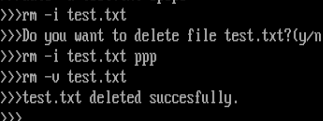 >>>rm -i test.txt
>>>Do you want to delete file test.txt?(y/n
>>>rm -i test.txt ppp
>>>rm -v test.txt
>>>test.txt deleted succesfully.
>>>